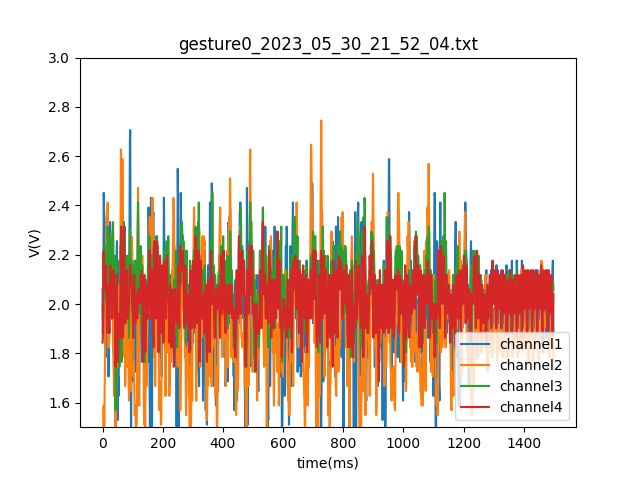 gesture0_2023_05_30_21_52_04.txt
3.0
2.8
2.6
2.4
2.2
2.0
1.8
1.6
V(V)
channel1
channel2
channel3
channel4
0 200 400 600 800 1000 1200 1400
time(ms)